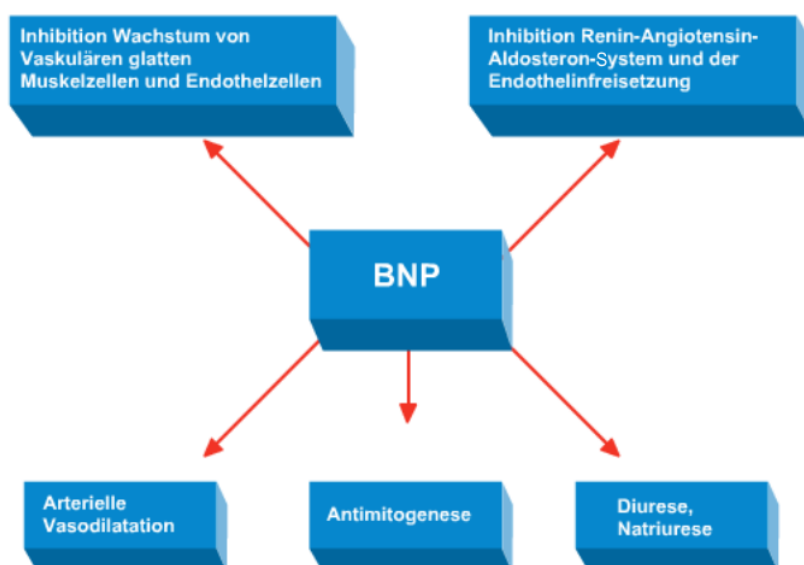 Inhibition Wachstum von
Vaskulären glatten
Muskelzellen und Endothelzellen
Inhibition Renin-Angiotensin-
Aldosteron-System und der
Endothelinfreisetzung
BNP
Arterielle
Vasodilatation
Antimitogenese
Diurese,
Natriurese